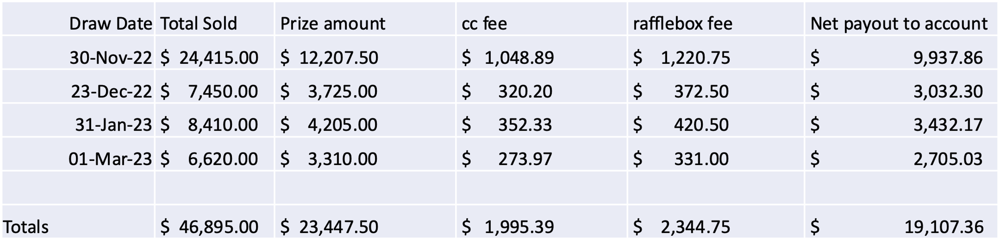 Draw Date Total Sold Prize amount cc fee rafflebox fee Net payout to account
30-Nov-22 $ 24,415.00 $ 12,207.50 $ 1,048.89 $ 1,220.75 $ 9,937.86
23-Dec-22 $ 7,450.00 $ 3,725.00 $ 320.20 $ 372.50 $ 3,032.30
31-Jan-23 $ 8,410.00 $ 4,205.00 $ 352.33 $ 420.50 $ 3,432.17
01-Mar-23 $ 6,620.00 $ 3,310.00 $ 273.97 $ 331.00 $ 2,705.03
Totals $ 46,895.00 $ 23,447.50 $ 1,995.39 $ 2,344.75 $ 19,107.36